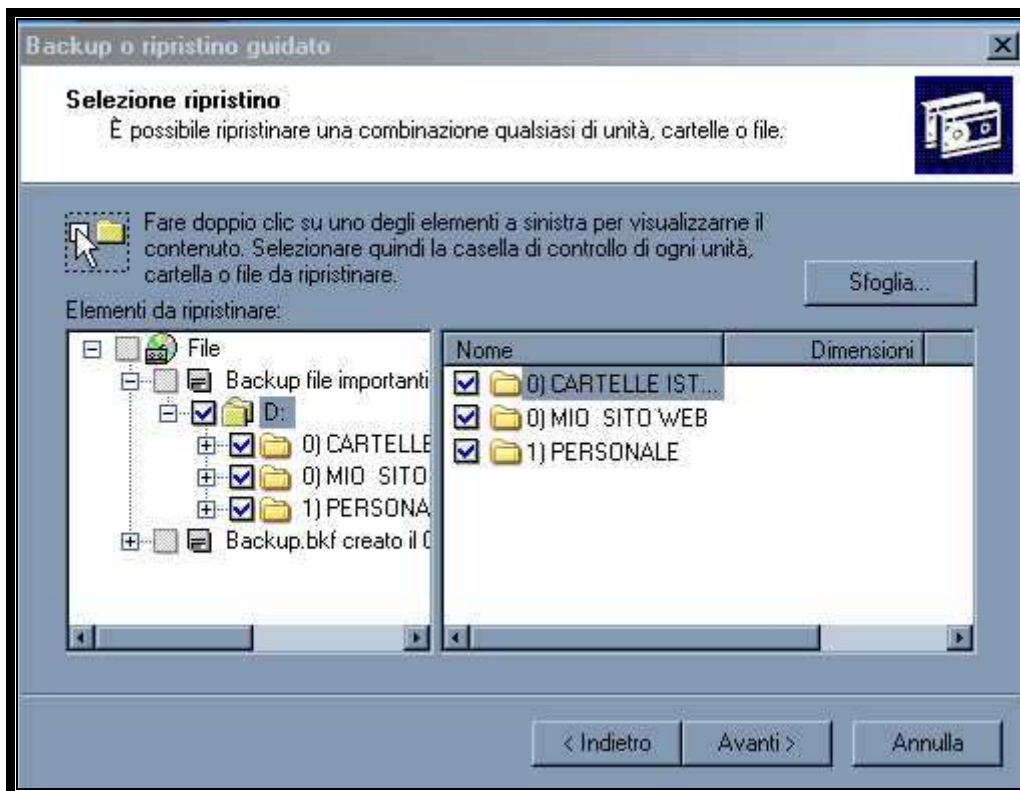 Backup o ripristino guidato
Selezione ripristino
È possibile ripristinare una combinazione qualsiasi di unità, cartelle o file.
Fare doppio clic su uno degli elementi a sinistra per visualizzarne il
contenuto. Selezionare quindi la casella di controllo di ogni unità,
cartella o file da ripristinare.
Sfoglia...
Elementi da ripristinare:
File
Backup file importanti
D:
0) CARTELLE
0) MIO SITO
1) PERSONA
Backup.bkf creato il 0
Nome Dimensioni
0) CARTELLE IST...
0) MIO SITO WEB
1) PERSONALE
< Indietro
Avanti >
Annulla